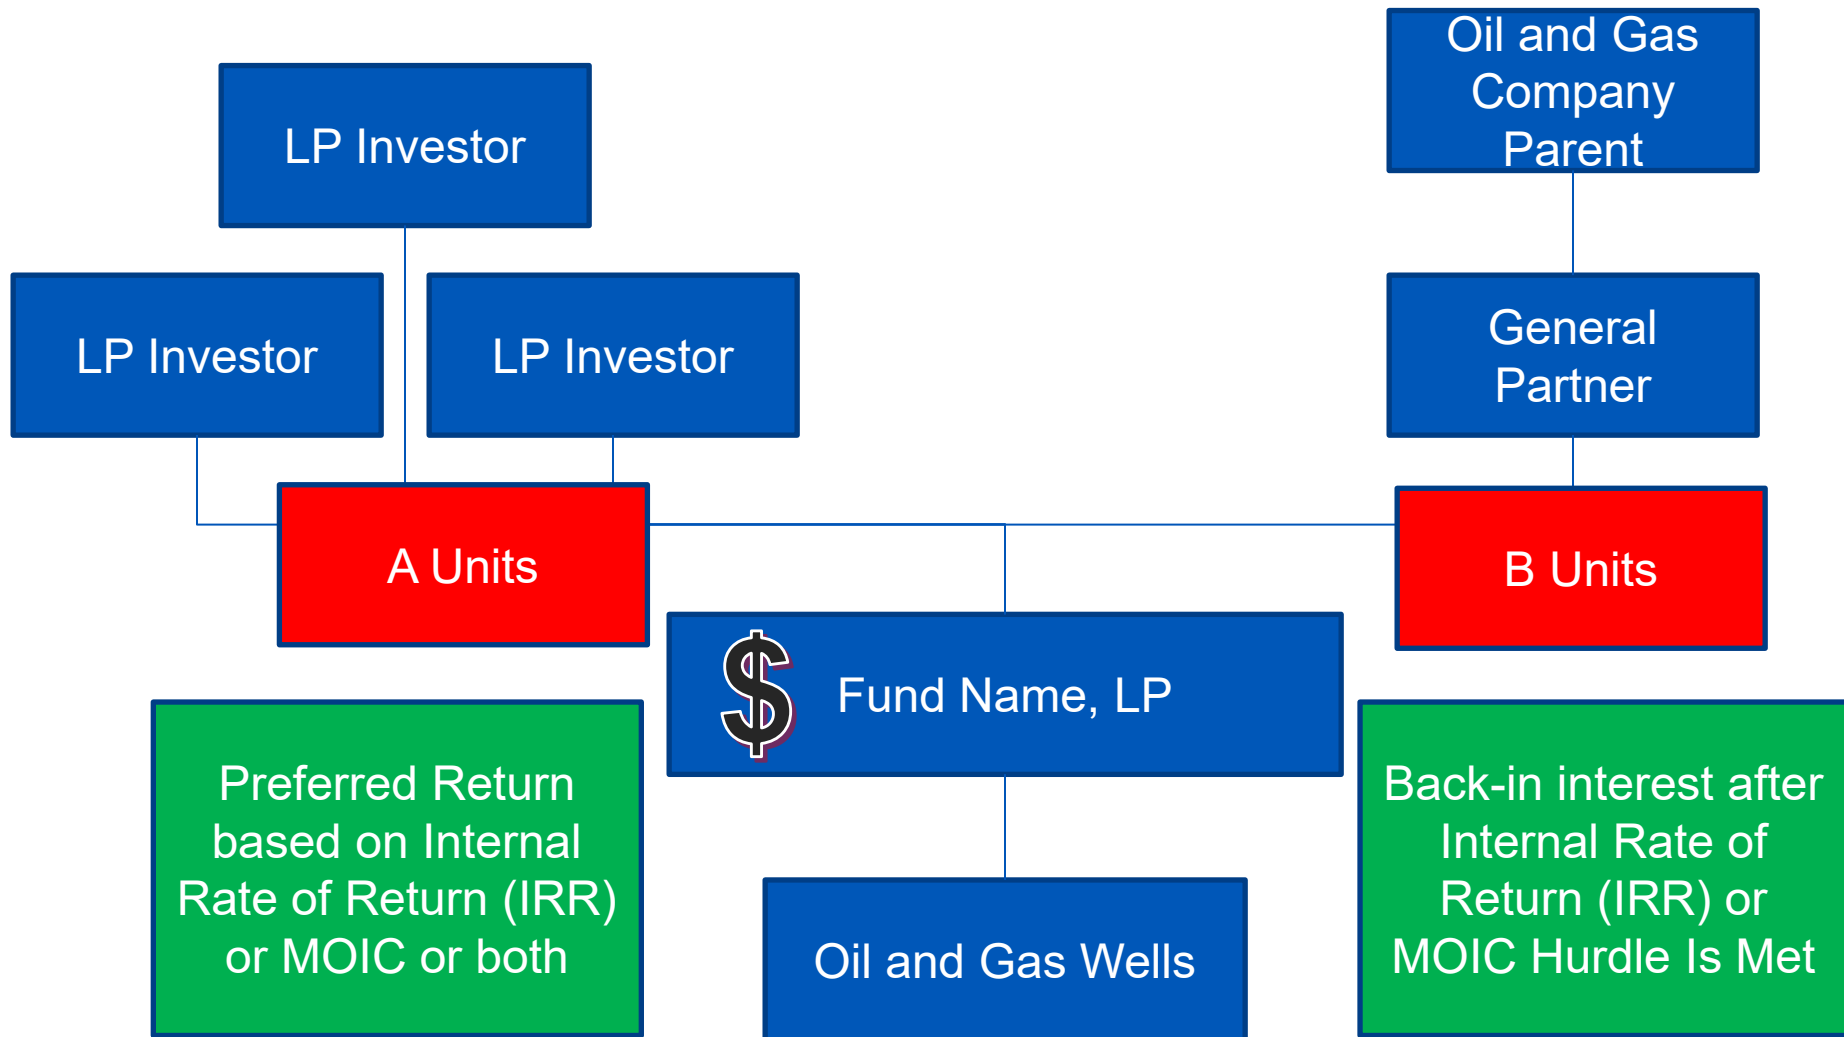 Oil and Gas
Company
Parent
LP Investor
LP Investor
LP Investor
General
Partner
A Units
B Units
$
Fund Name, LP
Preferred Return
based on Internal
Rate of Return (IRR)
or MOIC or both
Back-in interest after
Internal Rate of
Return (IRR) or
MOIC Hurdle Is Met
Oil and Gas Wells